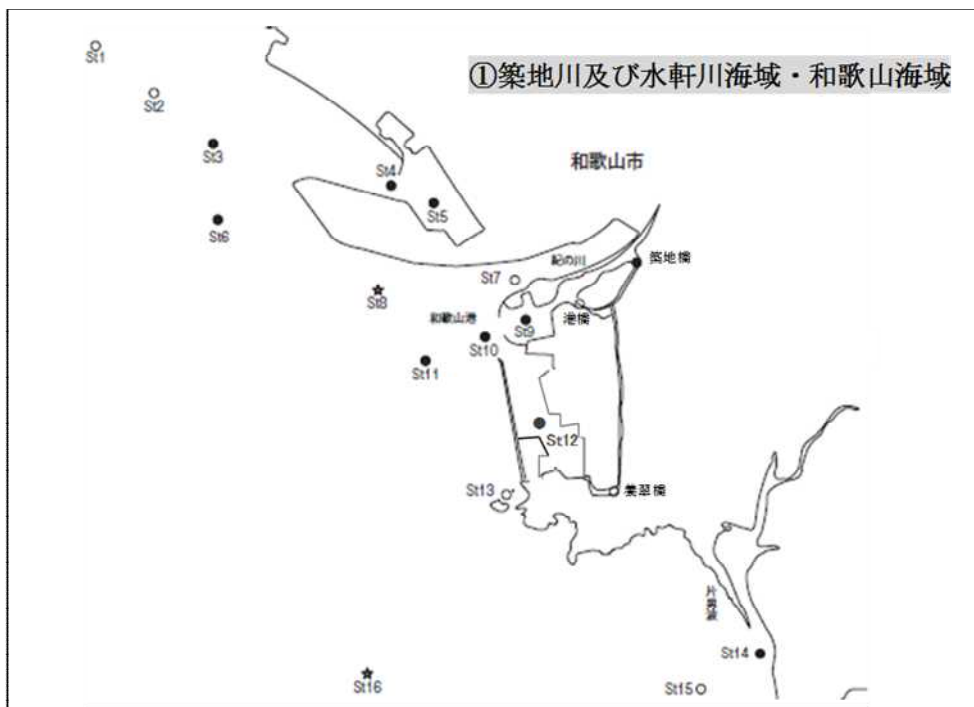 ①築地川及び水軒川海域・和歌山海域
St1
St2
St3
和歌山市
St4
St5
St6
築地橋
紀の川
St7
St8
和歌山港
St9
港橋
St10
St11
St12
St13
養翠橋
片男波
St14
St15
St16